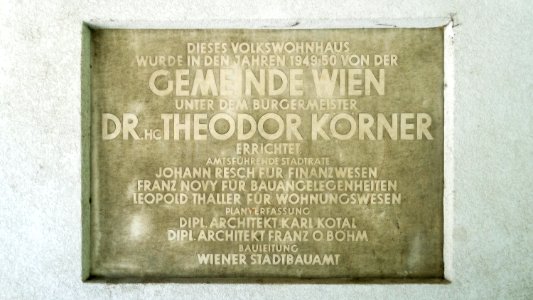 DIESES VOLKSWOHNHAUS
WURDE IN DEN JAHREN 1949-50 VON DER
GEMEINDE WIEN
UNTER DEM BÜRGERMEISTER
DR. HC THEODOR KÖRNER
ERRICHTET
AMTSFÜHRENDE STADTRÄTE
JOHANN RESCH FÜR FINANZWESEN
FRANZ NOVY FÜR BAUANGELEGENHEITEN
LEOPOLD THALLER FÜR WOHNUNGSWESEN
PLANVERFASSUNG
DIPL. ARCHITEKT KARL KOTAL
DIPL. ARCHITEKT FRANZ O BÖHM
BAULEITUNG
WIENER STADTBAUAMT